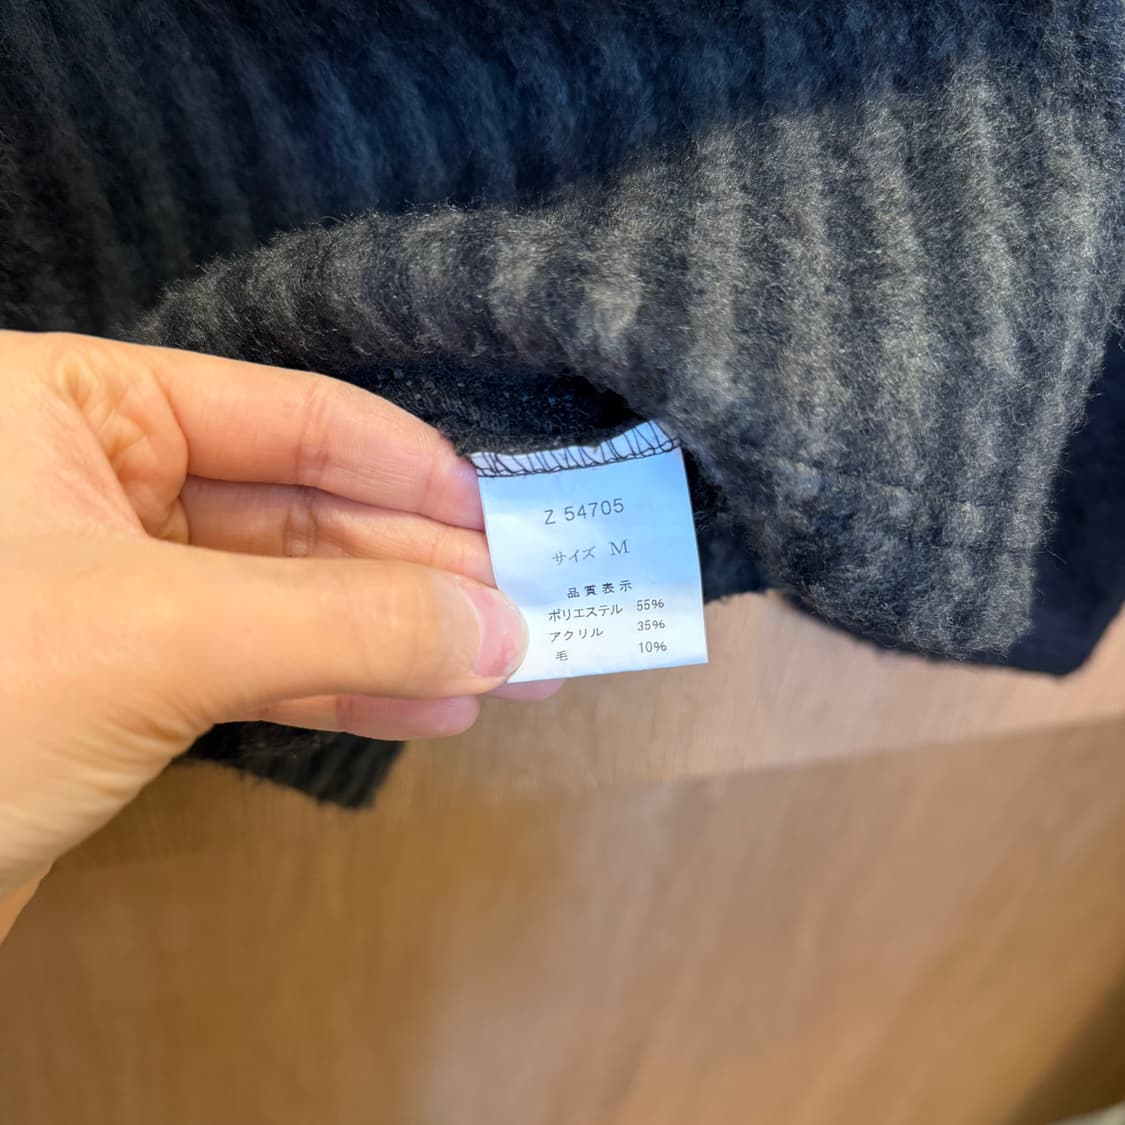 Z 54705
サイズ M
品質表示
ポリエステル 55%
アクリル 35%
毛 10%